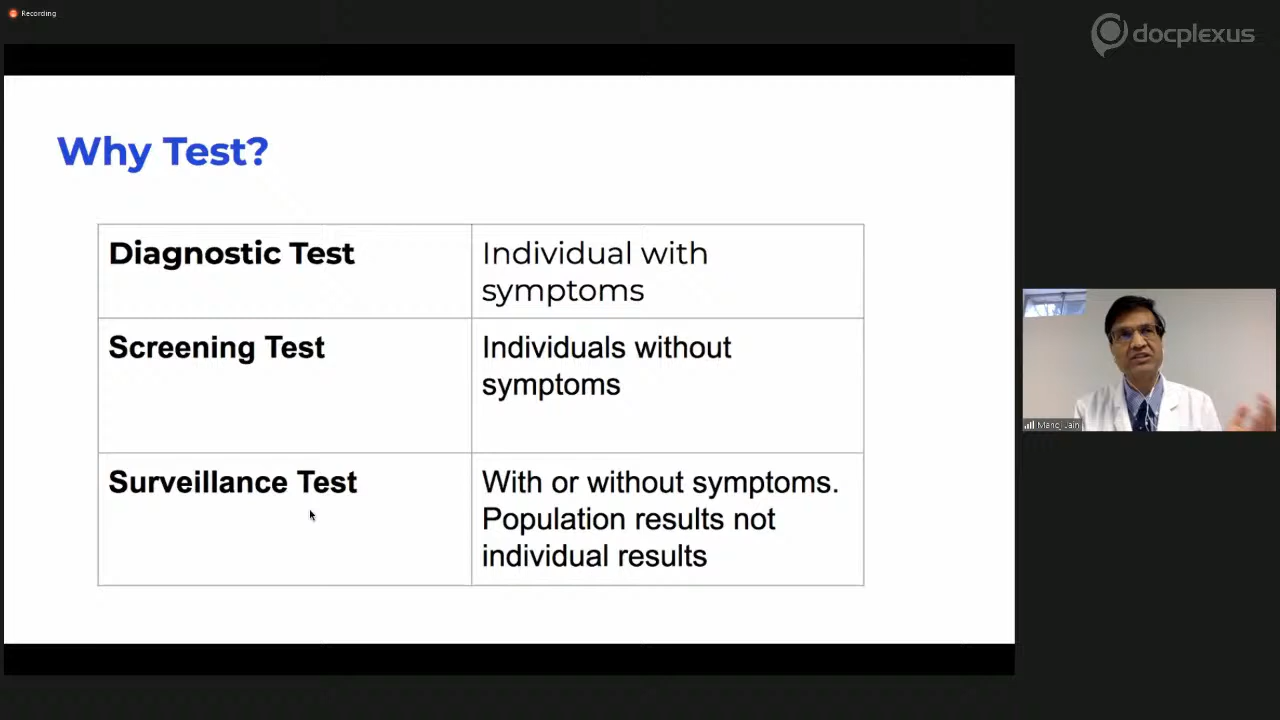 Recording
docplexus
Why Test?
Diagnostic Test
Individual with
symptoms
Screening Test
Individuals without
symptoms
Surveillance Test
With or without symptoms.
Population results not
individual results
Manoj Jain